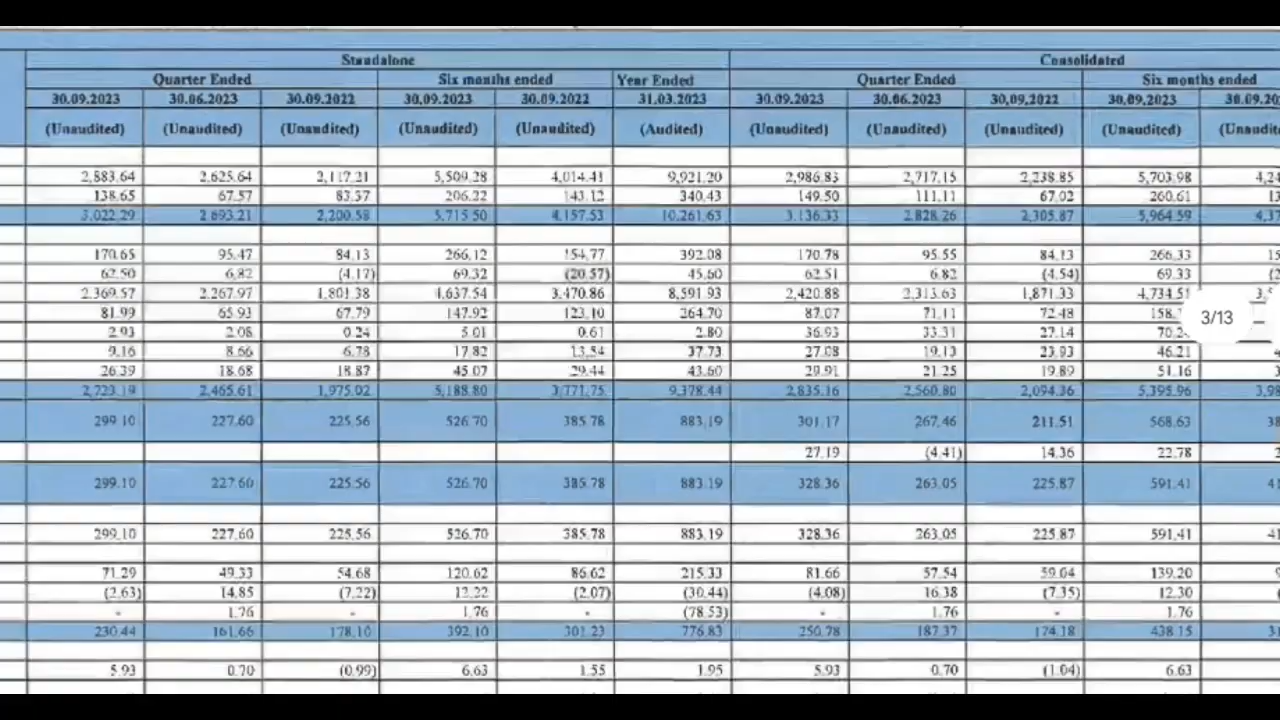 Standalone Consolidated
Quarter Ended Six months ended Year Ended Quarter Ended Six months ended
30.09.2023 30.06.2023 30.09.2022 30.09.2023 30.09.2022 31.03.2023 30.09.2023 30.06.2023 30.09.2022 30.09.2023
(Unaudited) (Unaudited) (Unaudited) (Unaudited) (Unaudited) (Audited) (Unaudited) (Unaudited) (Unaudited) (Unaudited)
2,883.64 2,625.64 2,117.21 5,509.28 4,014.41 9,921.20 2,986.83 2,717.15 2,238.85 5,703.98
138.65 67.57 206.22 143.12 340.43 149.50 111.11 67.02 260.61
3,022.29 2 693.21 2,200.58 5,715.50 4,157.53 10,261.63 3,136.33 2,828.26 2,305.87 5,964.59
170.65 95.47 84.13 266.12 154.77 392.08 170.78 95.55 84.13 266.33
62.50 6.82 (4.17) 69.32 (20.57) 45.60 62.51 6.82 (4.54) 69.33
2.369.57 2.267.97 1,801.38 4,637.54 3.470.86 8,591.93 2,420.88 2,313.63 1,871.33 4,734.51
81.99 65.93 67.79 147.92 123.10 264.70 87.07 71.11 72.48
3/13
2.93 2.08 0.24 5.01 0.61 2.80 36.93 33.31 27.14
9.16 8.66 6.78 17.82 13.54 37.73 27.08 19.13 23.93 46.21
26.39 18.68 18.87 45.07 29.44 43.60 29.91 21.25 19.89 51.16
2,723.19 2,465.61 1,975.02 5,188.80 3,771.75 9,378.44 2,835.16 2,560.80 2,094.36 5,395.96
299 10 227.60 225.56 526.70 385.78 883.19 301.17 267.46 211.51 568.63
27.19 (4.41) 14.36 22.78
299.10 227.60 225.56 526.70 385.78 883.19 328.36 263.05 225.87 591.41
299.10 227.60 225.56 526.70 385.78 883.19 328.36 263.05 225.87 591.41
71.29 49.33 54.68 120.62 86.62 215.33 81.66 57.54 59.04 139.20
(2.63) 14.85 (7.22) 12.22 (2.07) (30.44) (4.08) 16.38 (7.35) 12.30
- 1.76 - 1.76 - (78.53) - 1.76 - 1.76
230.44 161.66 178.10 392.10 301.23 776.83 250.78 187.37 174.18 438.15
5.93 0.70 (0.99) 6.63 1.55 1.95 5.93 0.70 (1.04) 6.63